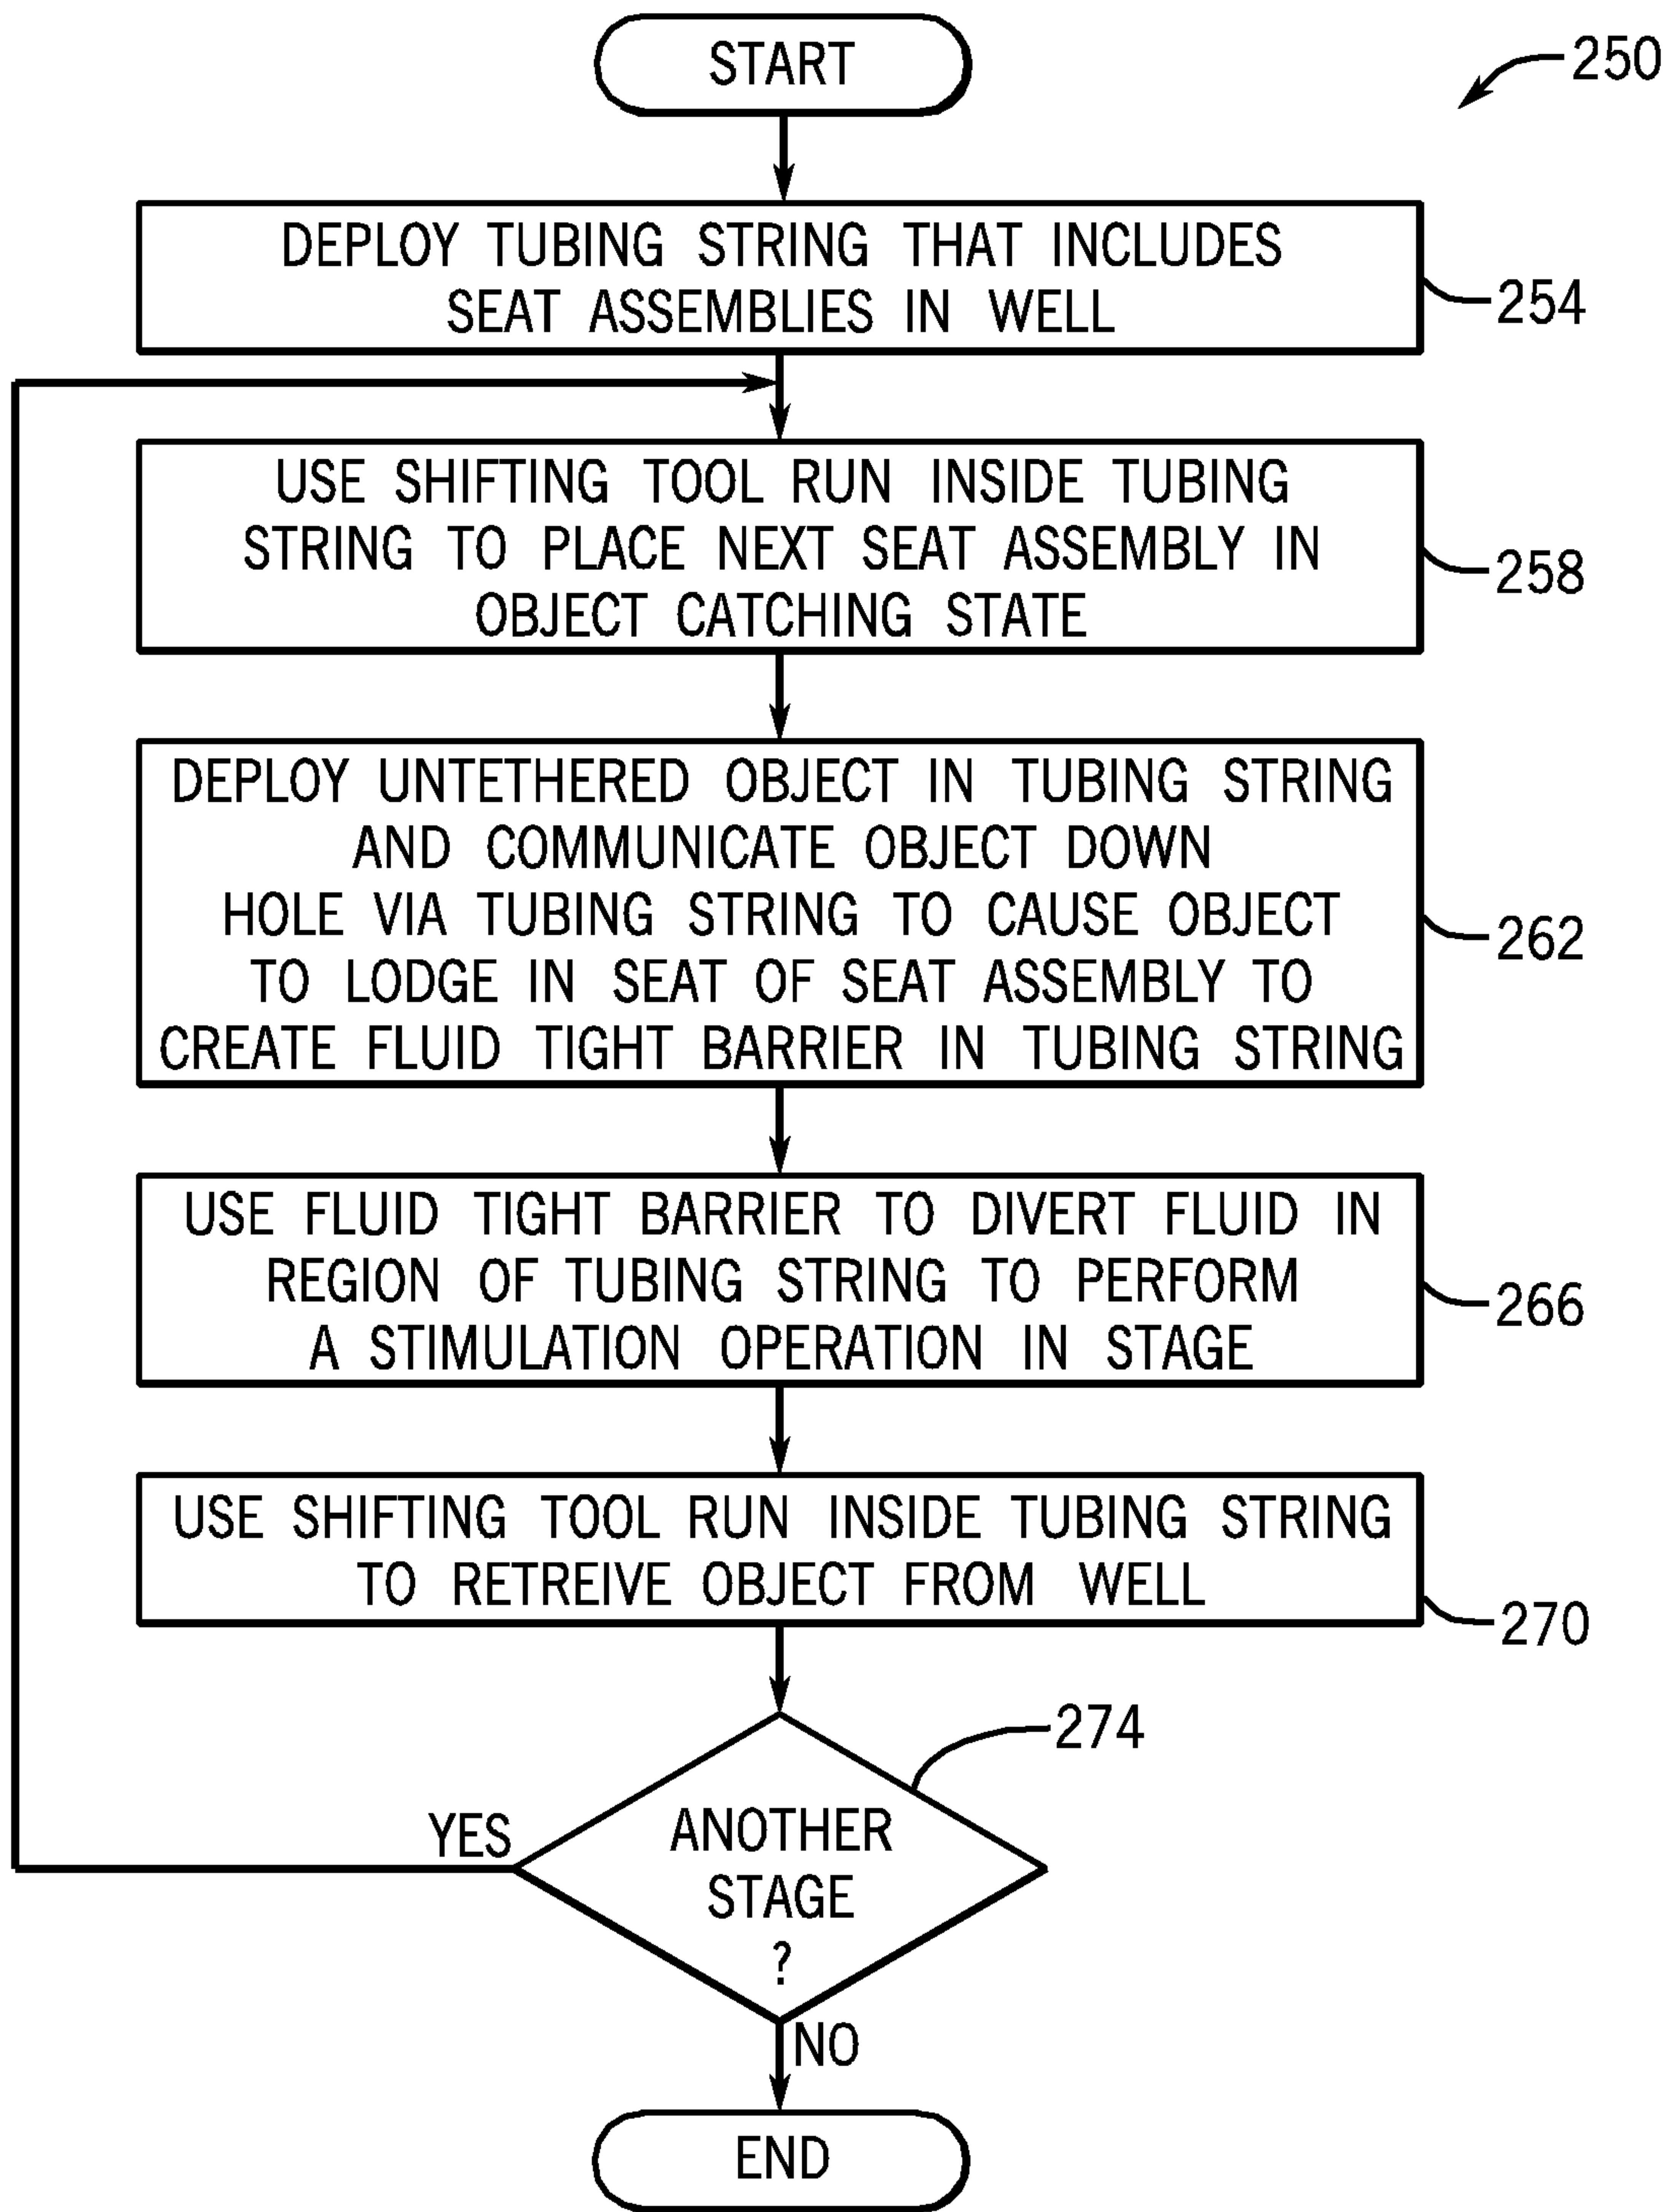 START
250
DEPLOY TUBING STRING THAT INCLUDES
SEAT ASSEMBLIES IN WELL
254
USE SHIFTING TOOL RUN INSIDE TUBING
STRING TO PLACE NEXT SEAT ASSEMBLY IN
OBJECT CATCHING STATE
258
DEPLOY UNTETHERED OBJECT IN TUBING STRING
AND COMMUNICATE OBJECT DOWN
HOLE VIA TUBING STRING TO CAUSE OBJECT
TO LODGE IN SEAT OF SEAT ASSEMBLY TO
CREATE FLUID TIGHT BARRIER IN TUBING STRING
262
USE FLUID TIGHT BARRIER TO DIVERT FLUID IN
REGION OF TUBING STRING TO PERFORM
A STIMULATION OPERATION IN STAGE
266
USE SHIFTING TOOL RUN INSIDE TUBING STRING
TO RETREIVE OBJECT FROM WELL
270
274
YES
ANOTHER
STAGE
?
NO
END